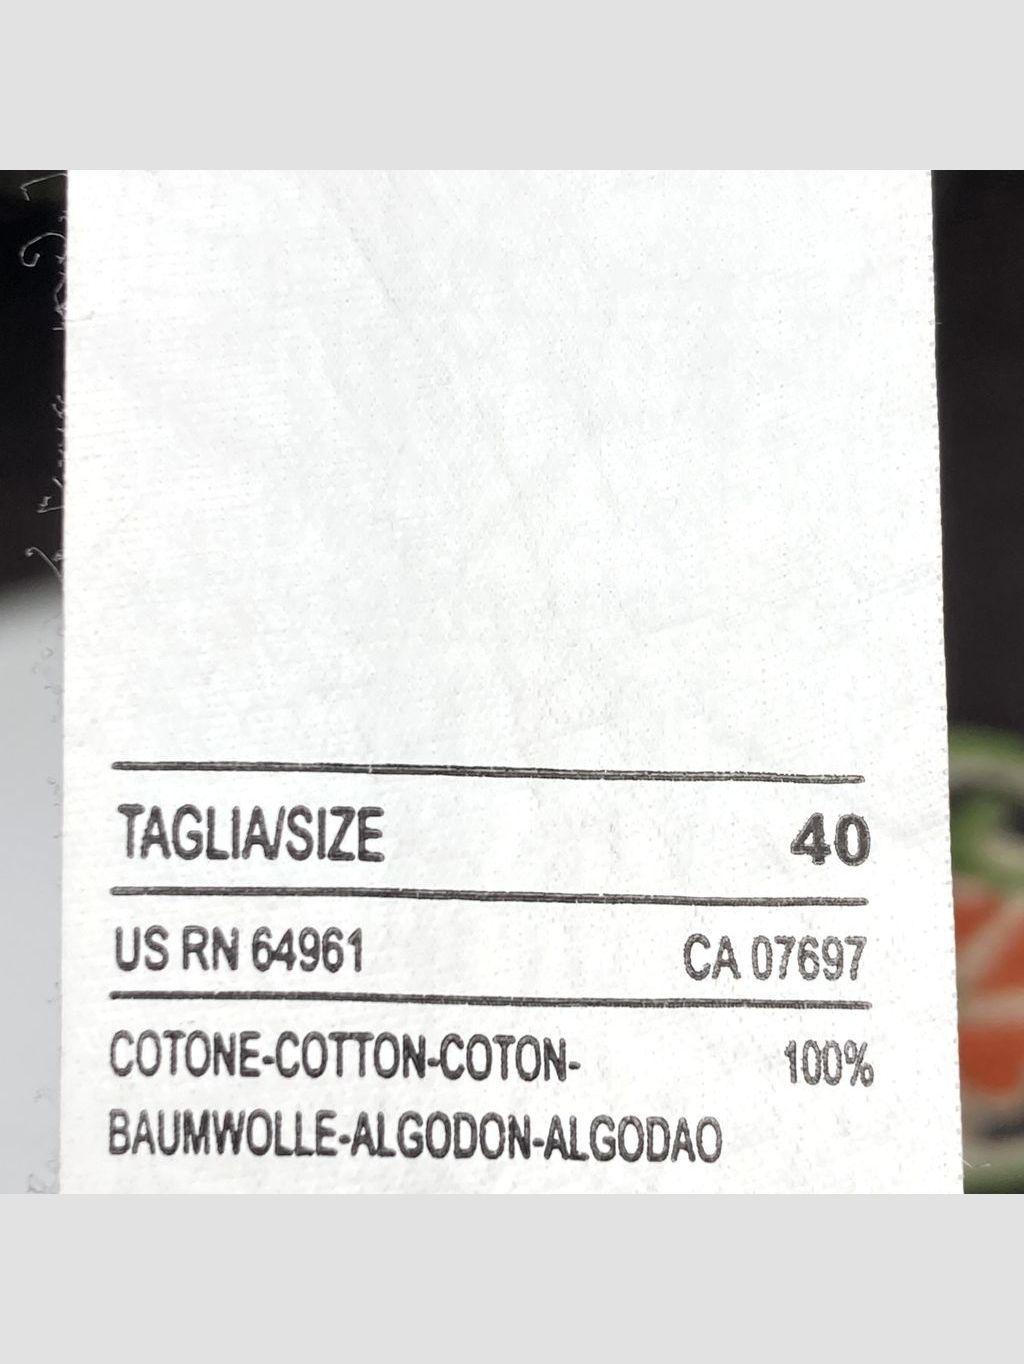 TAGLIA/SIZE 40
US RN 64961 CA 07697
COTONE-COTTON-COTON- 100%
BAUMWOLLE-ALGODON-ALGODAO